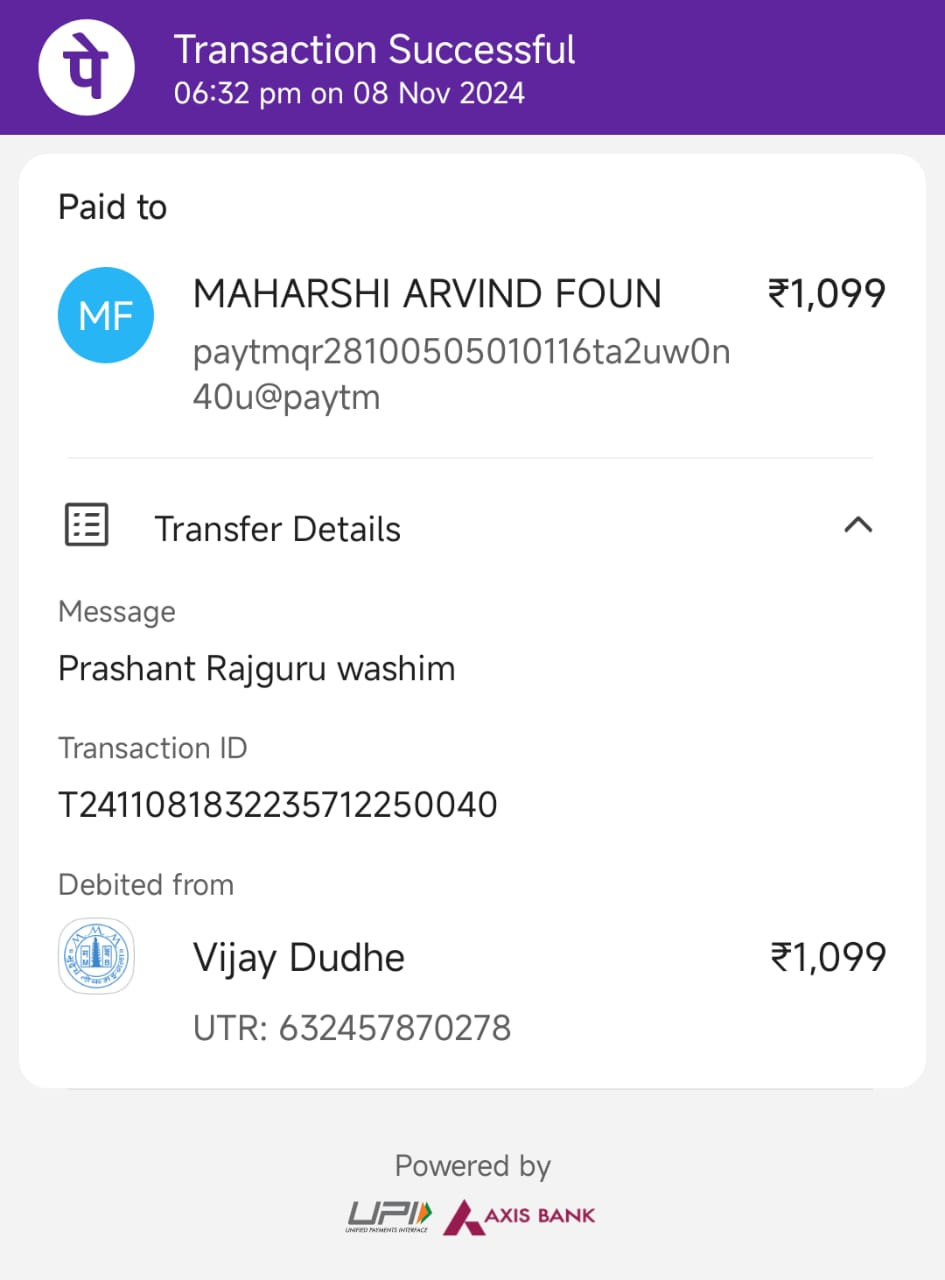 पे
Transaction Successful
06:32 pm on 08 Nov 2024
Paid to
MF
MAHARSHI ARVIND FOUN
₹1,099
paytmqr28100505010116ta2uw0n
40u@paytm
Transfer Details
Message
Prashant Rajguru washim
Transaction ID
T2411081832235712250040
Debited from
Vijay Dudhe
₹1,099
UTR: 632457870278
Powered by
UPI
UNIFIED PAYMENTS INTERFACE
AXIS BANK